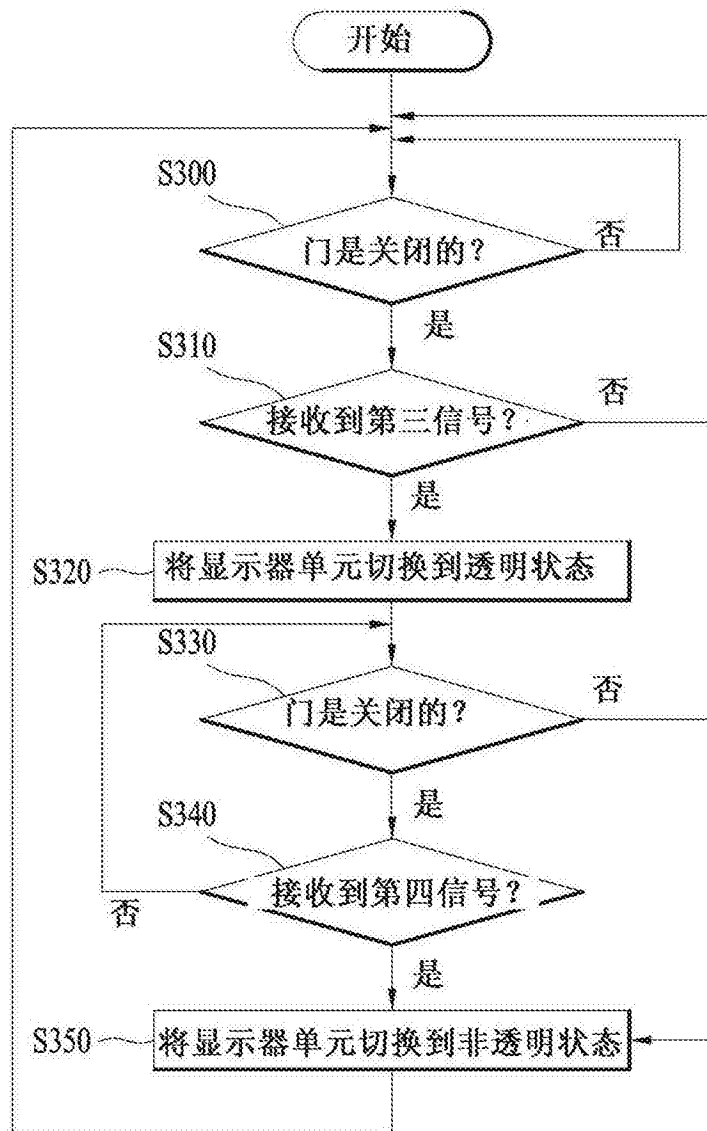 开始
S300
门是关闭的?
否
是
S310
接收到第三信号?
否
是
S320
将显示器单元切换到透明状态
S330
门是关闭的?
否
是
S340
接收到第四信号?
否
是
S350
将显示器单元切换到非透明状态